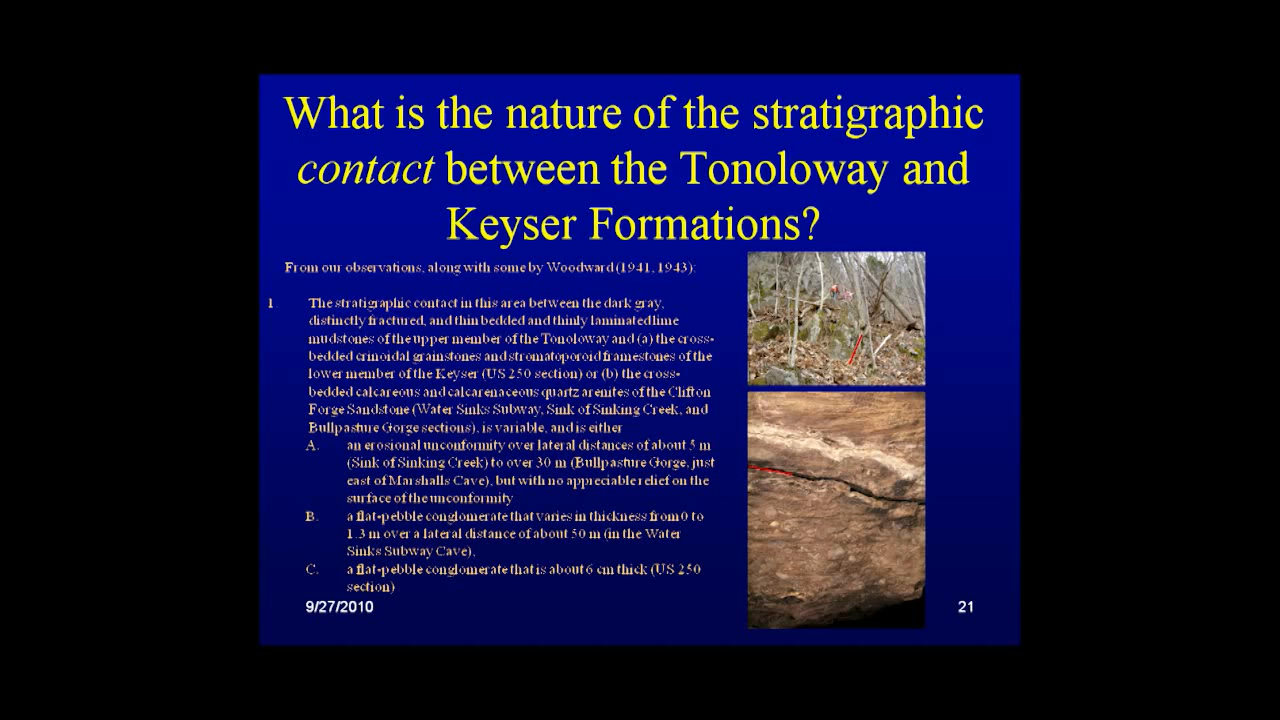 What is the nature of the stratigraphic
contact between the Tonoloway and
Keyser Formations?
From our observations, along with some by Woodward (1941, 1943):
1. The stratigraphic contact in this area between the dark gray,
distinctly fractured, and thin bedded and thinly laminated lime
mudstones of the upper member of the Tonoloway and (a) the cross-
bedded crinoidal grainstones and stromatoporoid framestones of the
lower member of the Keyser (US 250 section) or (b) the cross-
bedded calcareous and calcarenaceous quartz arenites of the Clifton
Forge Sandstone (Water Sinks Subway, Sink of Sinking Creek, and
Bullpasture Gorge sections), is variable, and is either
A. an erosional unconformity over lateral distances of about 5 m
(Sink of Sinking Creek) to over 30 m (Bullpasture Gorge, just
east of Marshalls Cave), but with no appreciable relief on the
surface of the unconformity
B. a flat-pebble conglomerate that varies in thickness from 0 to
1.3 m over a lateral distance of about 50 m (in the Water
Sinks Subway Cave),
C. a flat-pebble conglomerate that is about 6 cm thick (US 250
section)
9/27/2010
21